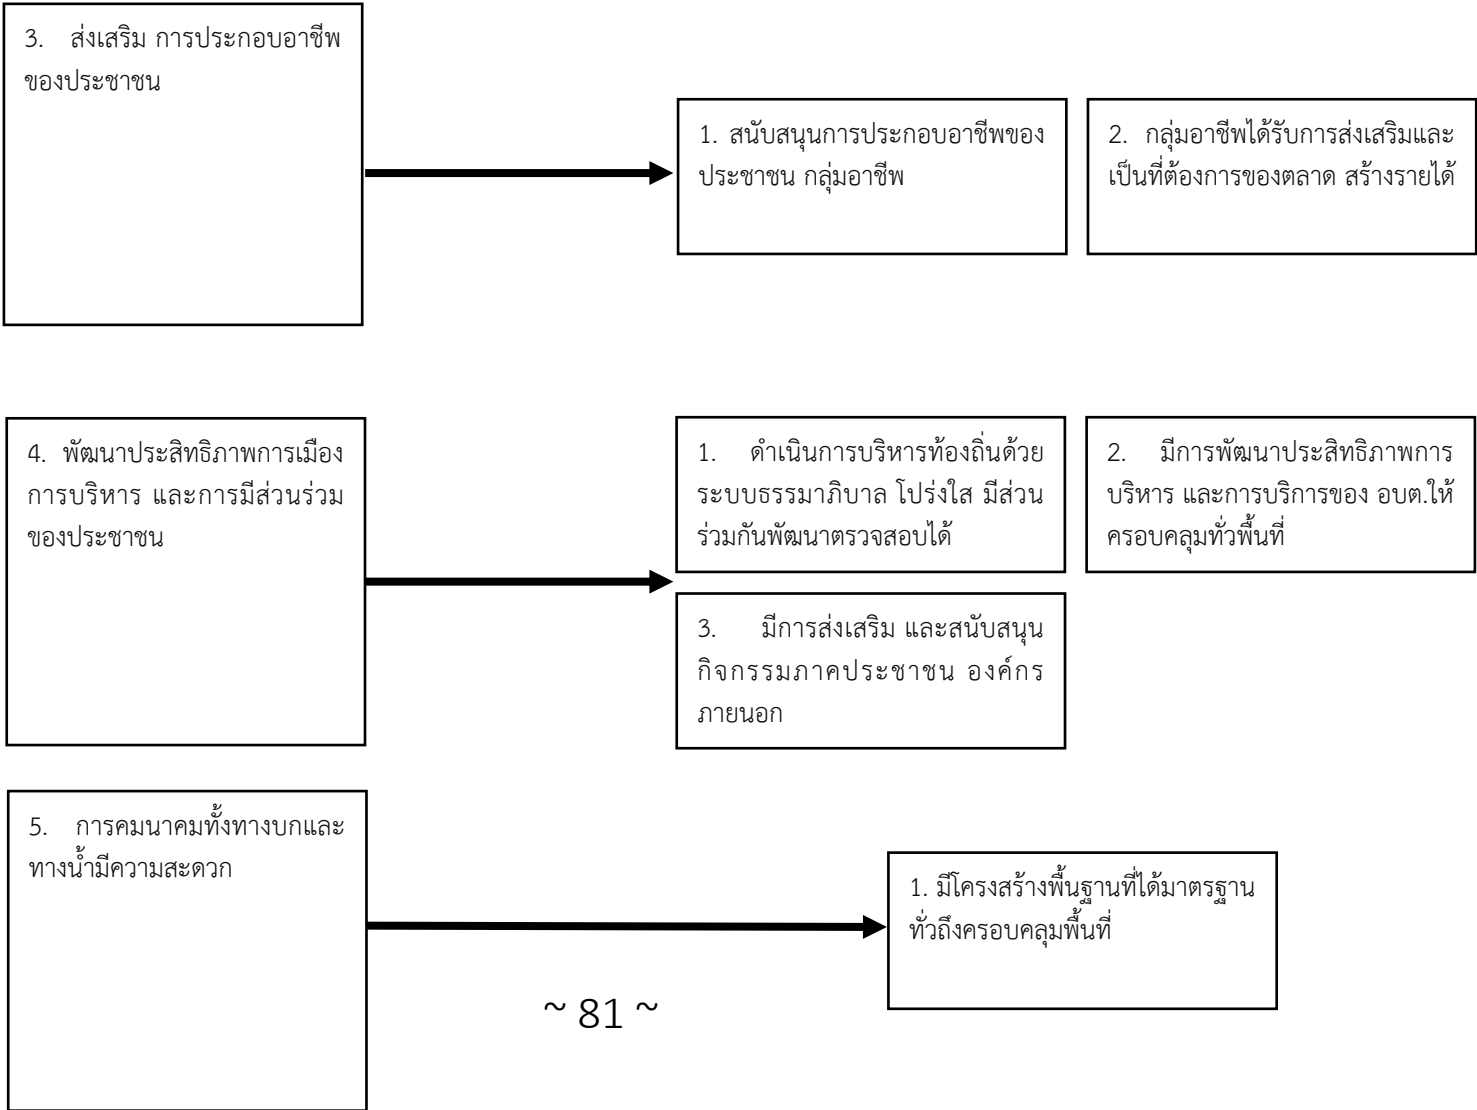 3. ส่งเสริม การประกอบอาชีพ
ของประชาชน
1. สนับสนุนการประกอบอาชีพของ
ประชาชน กลุ่มอาชีพ
2. กลุ่มอาชีพได้รับการส่งเสริมและ
เป็นที่ต้องการของตลาด สร้างรายได้
4. พัฒนาประสิทธิภาพการเมือง
การบริหาร และการมีส่วนร่วม
ของประชาชน
1. ดำเนินการบริหารท้องถิ่นด้วย
ระบบธรรมาภิบาล โปร่งใส มีส่วน
ร่วมกันพัฒนาตรวจสอบได้
2. มีการพัฒนาประสิทธิภาพการ
บริหาร และการบริการของ อบต.ให้
ครอบคลุมทั่วพื้นที่
3. มีการส่งเสริม และสนับสนุน
กิจกรรมภาคประชาชน องค์กร
ภายนอก
5. การคมนาคมทั้งทางบกและ
ทางน้ำมีความสะดวก
1. มีโครงสร้างพื้นฐานที่ได้มาตรฐาน
ทั่วถึงครอบคลุมพื้นที่
~ 81 ~